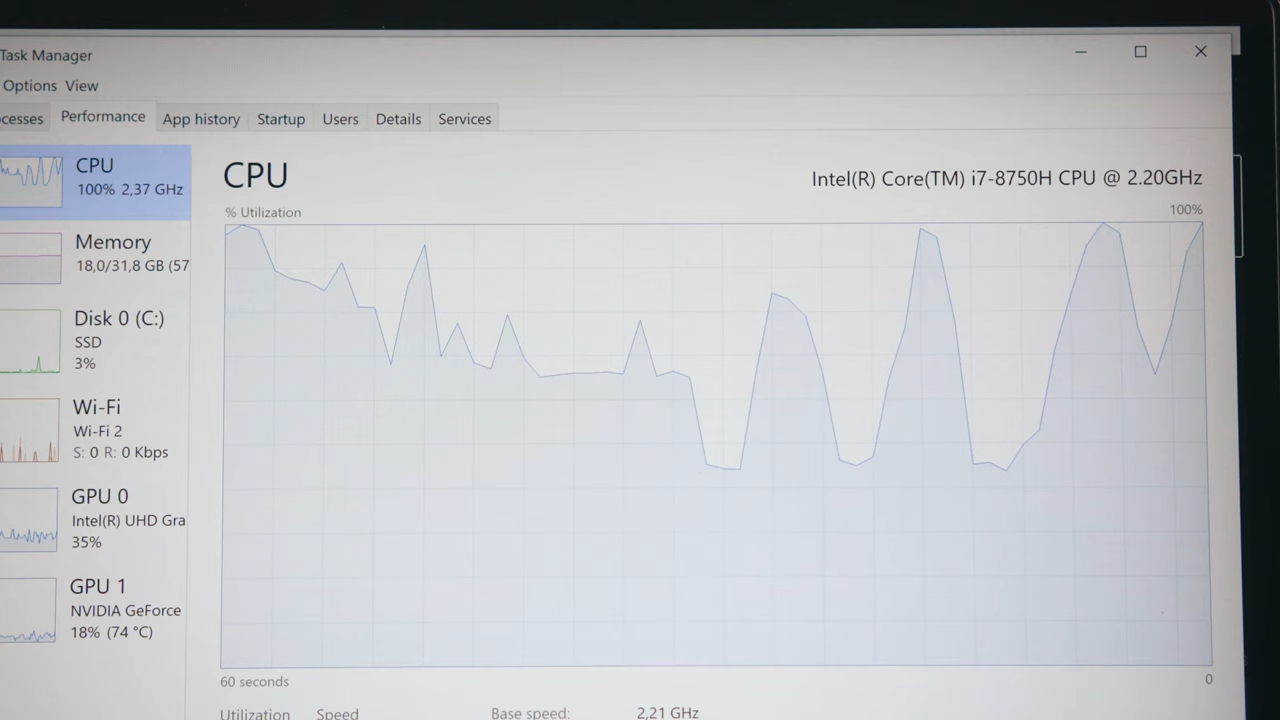 Task Manager
Options View
ocesses Performance App history Startup Users Details Services
CPU
100% 2,37 GHz
Memory
18,0/31,8 GB (57
Disk 0 (C:)
SSD
3%
Wi-Fi
Wi-Fi 2
S: 0 R: 0 Kbps
GPU 0
Intel(R) UHD Gra
35%
GPU 1
NVIDIA GeForce
18% (74 °C)
CPU
Intel(R) Core(TM) i7-8750H CPU @ 2.20GHz
% Utilization
100%
60 seconds
0
Utilization Speed Base speed: 2,21 GHz